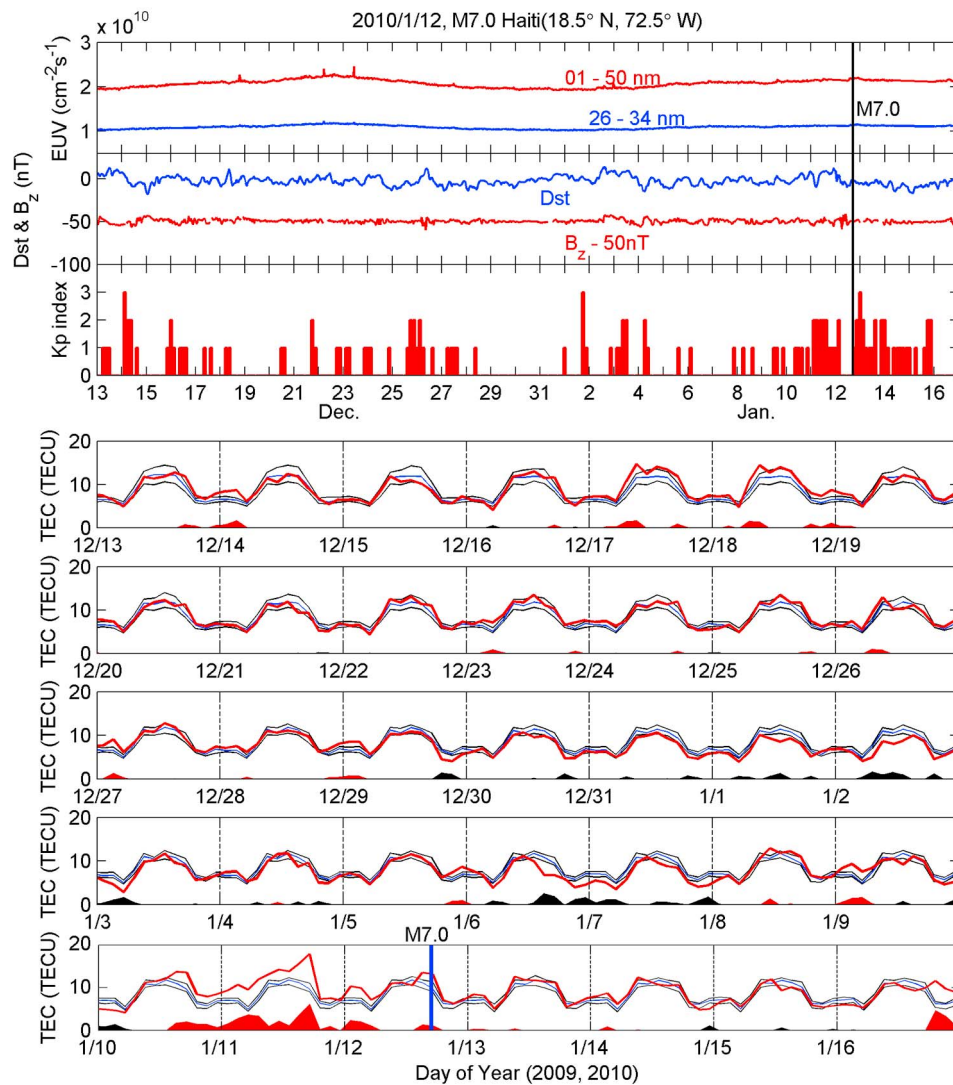 2010/1/12, M7.0 Haiti(18.5° N, 72.5° W)
x 10^10
3
2
1
EUV (cm^-2 s^-1)
01 - 50 nm
26 - 34 nm
M7.0
0
-50
-100
Dst & B_z (nT)
Dst
B_z - 50nT
3
2
1
0
Kp index
13 15 17 19 21 23 25 27 29 31 2 4 6 8 10 12 14 16
Dec. Jan.
20
10
0
TEC (TECU)
12/13 12/14 12/15 12/16 12/17 12/18 12/19
20
10
0
TEC (TECU)
12/20 12/21 12/22 12/23 12/24 12/25 12/26
20
10
0
TEC (TECU)
12/27 12/28 12/29 12/30 12/31 1/1 1/2
20
10
0
TEC (TECU)
1/3 1/4 1/5 1/6 1/7 1/8 1/9
M7.0
20
10
0
TEC (TECU)
1/10 1/11 1/12 1/13 1/14 1/15 1/16
Day of Year (2009, 2010)